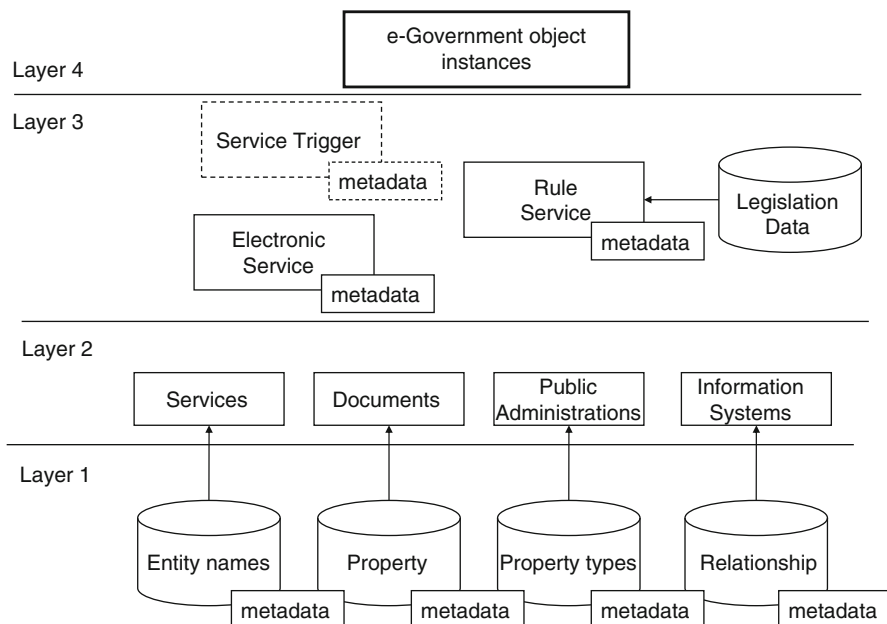 e-Government object
instances
Layer 4
Layer 3
Service Trigger
metadata
Rule
Service
metadata
Legislation
Data
Electronic
Service
metadata
Layer 2
Services
Documents
Public
Administrations
Information
Systems
Layer 1
Entity names
metadata
Property
metadata
Property types
metadata
Relationship
metadata